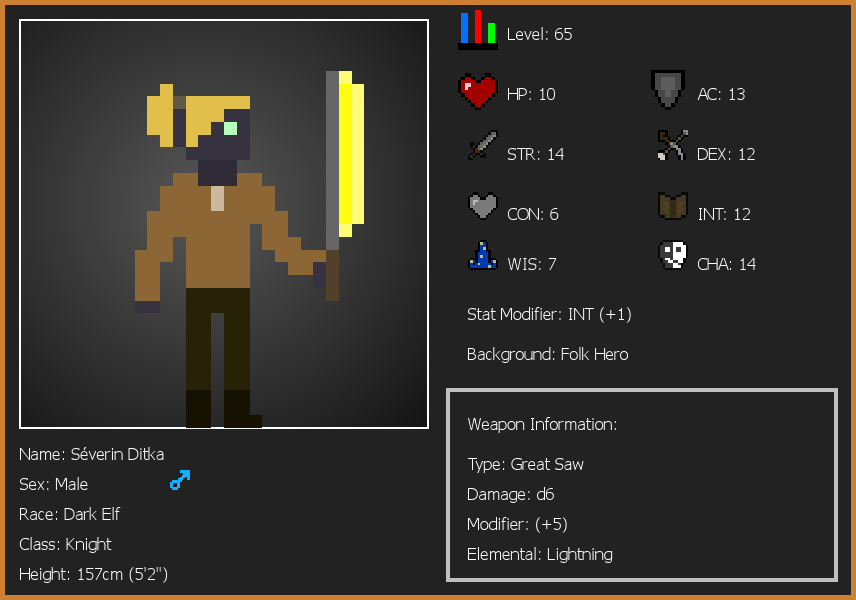 Level: 65
HP: 10
AC: 13
STR: 14
DEX: 12
CON: 6
INT: 12
WIS: 7
CHA: 14
Stat Modifier: INT (+1)
Background: Folk Hero
Weapon Information:
Type: Great Saw
Damage: d6
Modifier: (+5)
Elemental: Lightning
Name: Séverin Ditka
Sex: Male
Race: Dark Elf
Class: Knight
Height: 157cm (5'2")